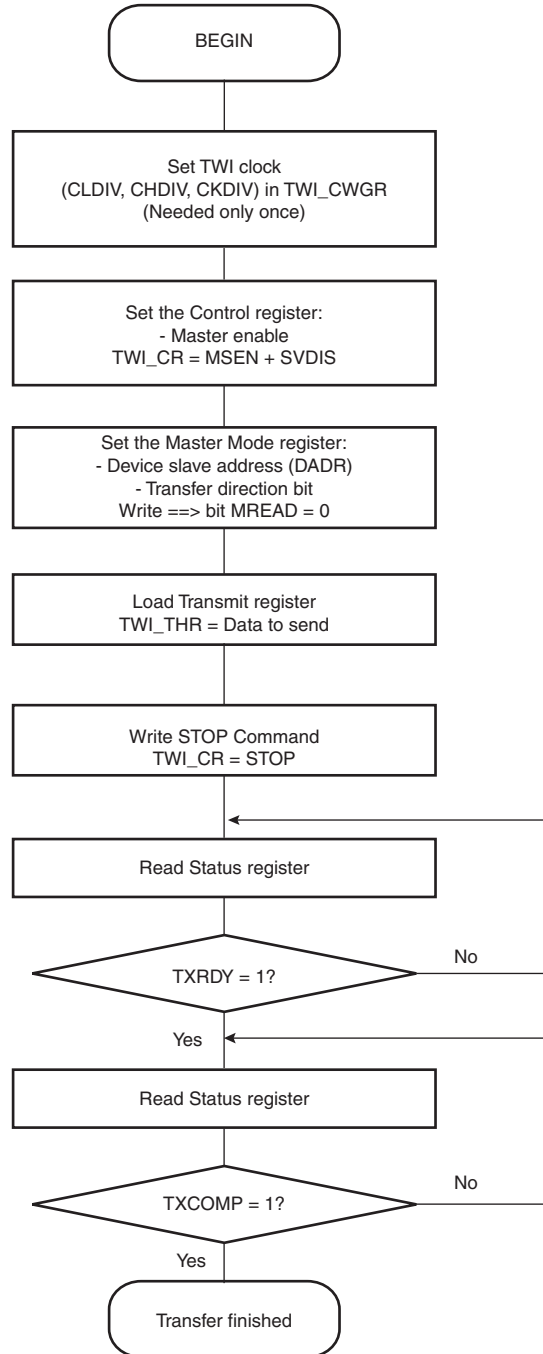 BEGIN
Set TWI clock
(CLDIV, CHDIV, CKDIV) in TWI_CWGR
(Needed only once)
Set the Control register:
- Master enable
TWI_CR = MSEN + SVDIS
Set the Master Mode register:
- Device slave address (DADR)
- Transfer direction bit
Write ==> bit MREAD = 0
Load Transmit register
TWI_THR = Data to send
Write STOP Command
TWI_CR = STOP
Read Status register
TXRDY = 1?
No
Yes
Read Status register
TXCOMP = 1?
No
Yes
Transfer finished